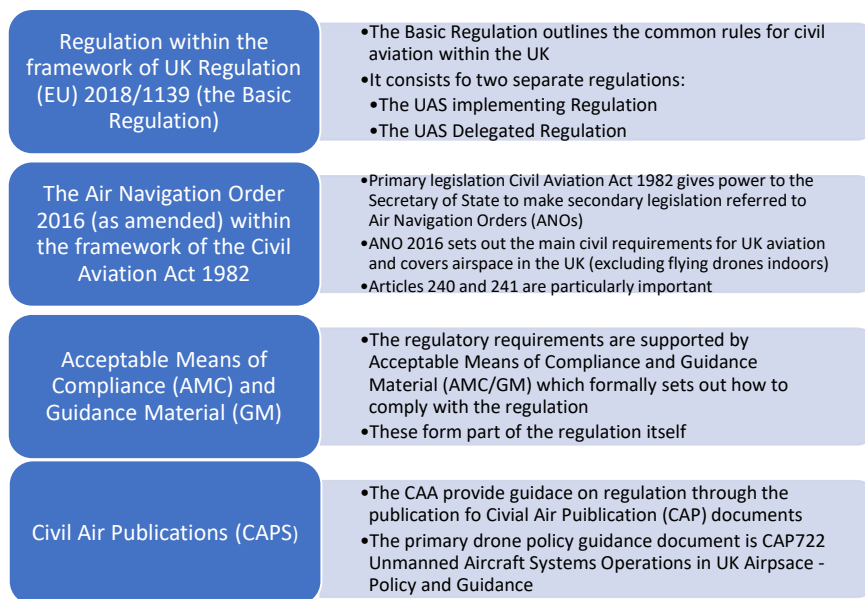 Regulation within the
framework of UK Regulation
(EU) 2018/1139 (the Basic
Regulation)
•The Basic Regulation outlines the common rules for civil
aviation within the UK
•It consists fo two separate regulations:
•The UAS implementing Regulation
•The UAS Delegated Regulation
The Air Navigation Order
2016 (as amended) within
the framework of the Civil
Aviation Act 1982
•Primary legislation Civil Aviation Act 1982 gives power to the
Secretary of State to make secondary legislation referred to
Air Navigation Orders (ANOs)
•ANO 2016 sets out the main civil requirements for UK aviation
and covers airspace in the UK (excluding flying drones indoors)
•Articles 240 and 241 are particularly important
Acceptable Means of
Compliance (AMC) and
Guidance Material (GM)
•The regulatory requirements are supported by
Acceptable Means of Compliance and Guidance
Material (AMC/GM) which formally sets out how to
comply with the regulation
•These form part of the regulation itself
Civil Air Publications (CAPS)
•The CAA provide guidace on regulation through the
publication fo Civial Air Puiblication (CAP) documents
•The primary drone policy guidance document is CAP722
Unmanned Aircraft Systems Operations in UK Airpsace -
Policy and Guidance